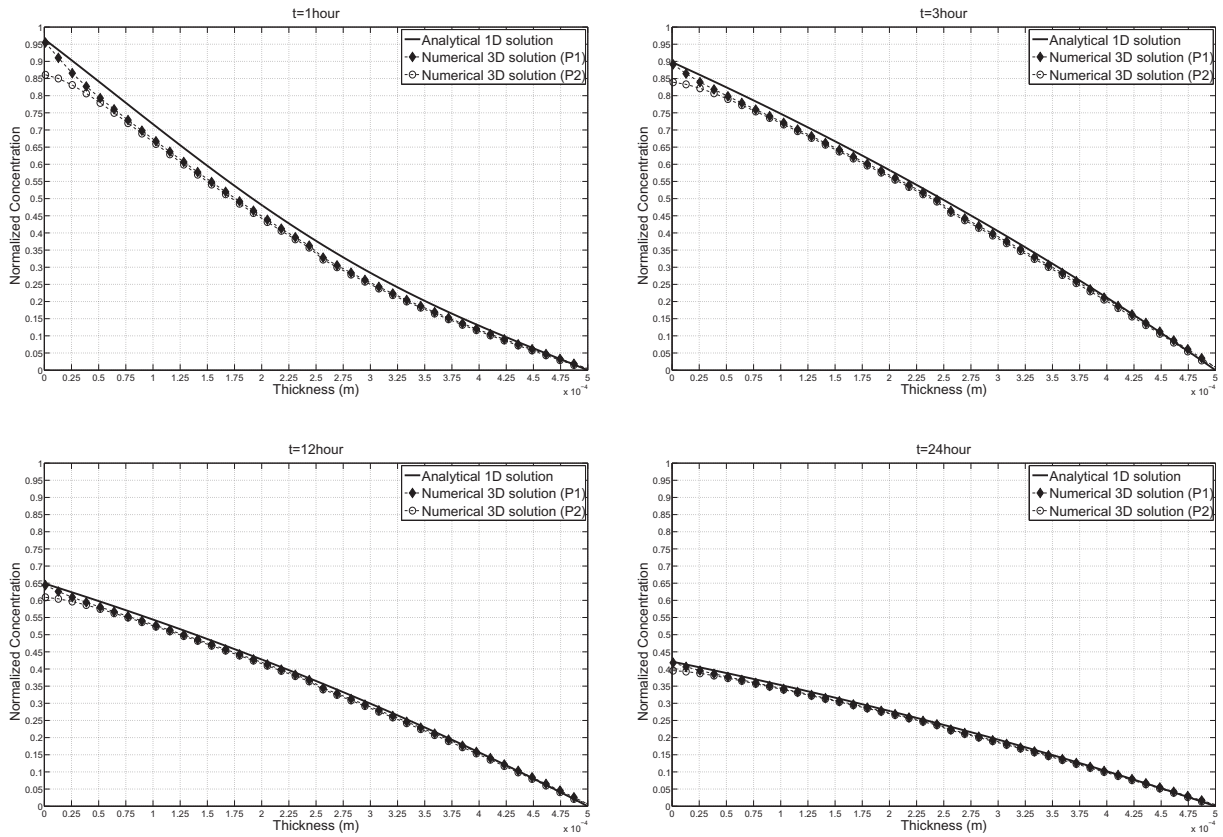 t=1hour
1
0.95
0.9
0.85
0.8
0.75
0.7
0.65
0.6
0.55
0.5
0.45
0.4
0.35
0.3
0.25
0.2
0.15
0.1
0.05
0
Normalized Concentration
Analytical 1D solution
Numerical 3D solution (P1)
Numerical 3D solution (P2)
0 0.25 0.5 0.75 1 1.25 1.5 1.75 2 2.25 2.5 2.75 3 3.25 3.5 3.75 4 4.25 4.5 4.75 5
Thickness (m)
x 10⁻⁴
t=3hour
1
0.95
0.9
0.85
0.8
0.75
0.7
0.65
0.6
0.55
0.5
0.45
0.4
0.35
0.3
0.25
0.2
0.15
0.1
0.05
0
Normalized Concentration
Analytical 1D solution
Numerical 3D solution (P1)
Numerical 3D solution (P2)
0 0.25 0.5 0.75 1 1.25 1.5 1.75 2 2.25 2.5 2.75 3 3.25 3.5 3.75 4 4.25 4.5 4.75 5
Thickness (m)
x 10⁻⁴
t=12hour
1
0.95
0.9
0.85
0.8
0.75
0.7
0.65
0.6
0.55
0.5
0.45
0.4
0.35
0.3
0.25
0.2
0.15
0.1
0.05
0
Normalized Concentration
Analytical 1D solution
Numerical 3D solution (P1)
Numerical 3D solution (P2)
0 0.25 0.5 0.75 1 1.25 1.5 1.75 2 2.25 2.5 2.75 3 3.25 3.5 3.75 4 4.25 4.5 4.75 5
Thickness (m)
x 10⁻⁴
t=24hour
1
0.95
0.9
0.85
0.8
0.75
0.7
0.65
0.6
0.55
0.5
0.45
0.4
0.35
0.3
0.25
0.2
0.15
0.1
0.05
0
Normalized Concentration
Analytical 1D solution
Numerical 3D solution (P1)
Numerical 3D solution (P2)
0 0.25 0.5 0.75 1 1.25 1.5 1.75 2 2.25 2.5 2.75 3 3.25 3.5 3.75 4 4.25 4.5 4.75 5
Thickness (m)
x 10⁻⁴